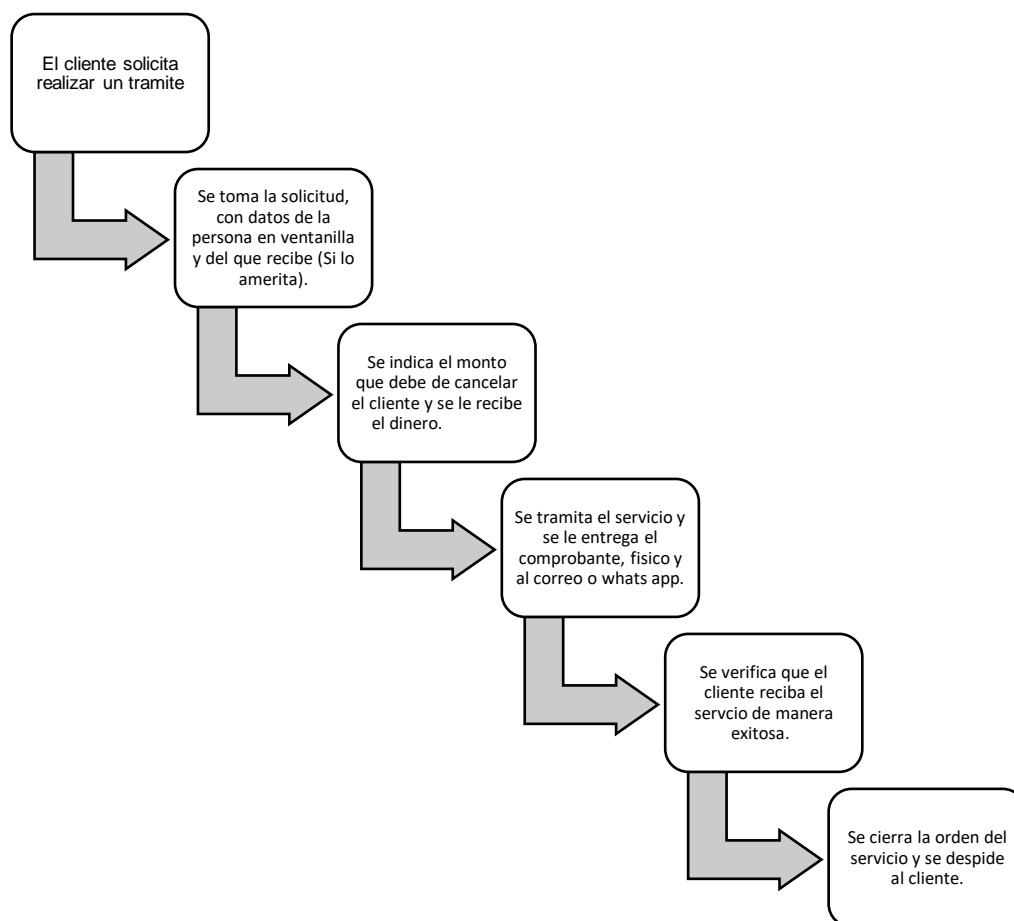 El cliente solicita
realizar un tramite
Se toma la solicitud,
con datos de la
persona en ventanilla
y del que recibe (Si lo
amerita).
Se indica el monto
que debe de cancelar
el cliente y se le recibe
el dinero.
Se tramita el servicio y
se le entrega el
comprobante, fisico y
al correo o whats app.
Se verifica que el
cliente reciba el
servcio de manera
exitosa.
Se cierra la orden del
servicio y se despide
al cliente.